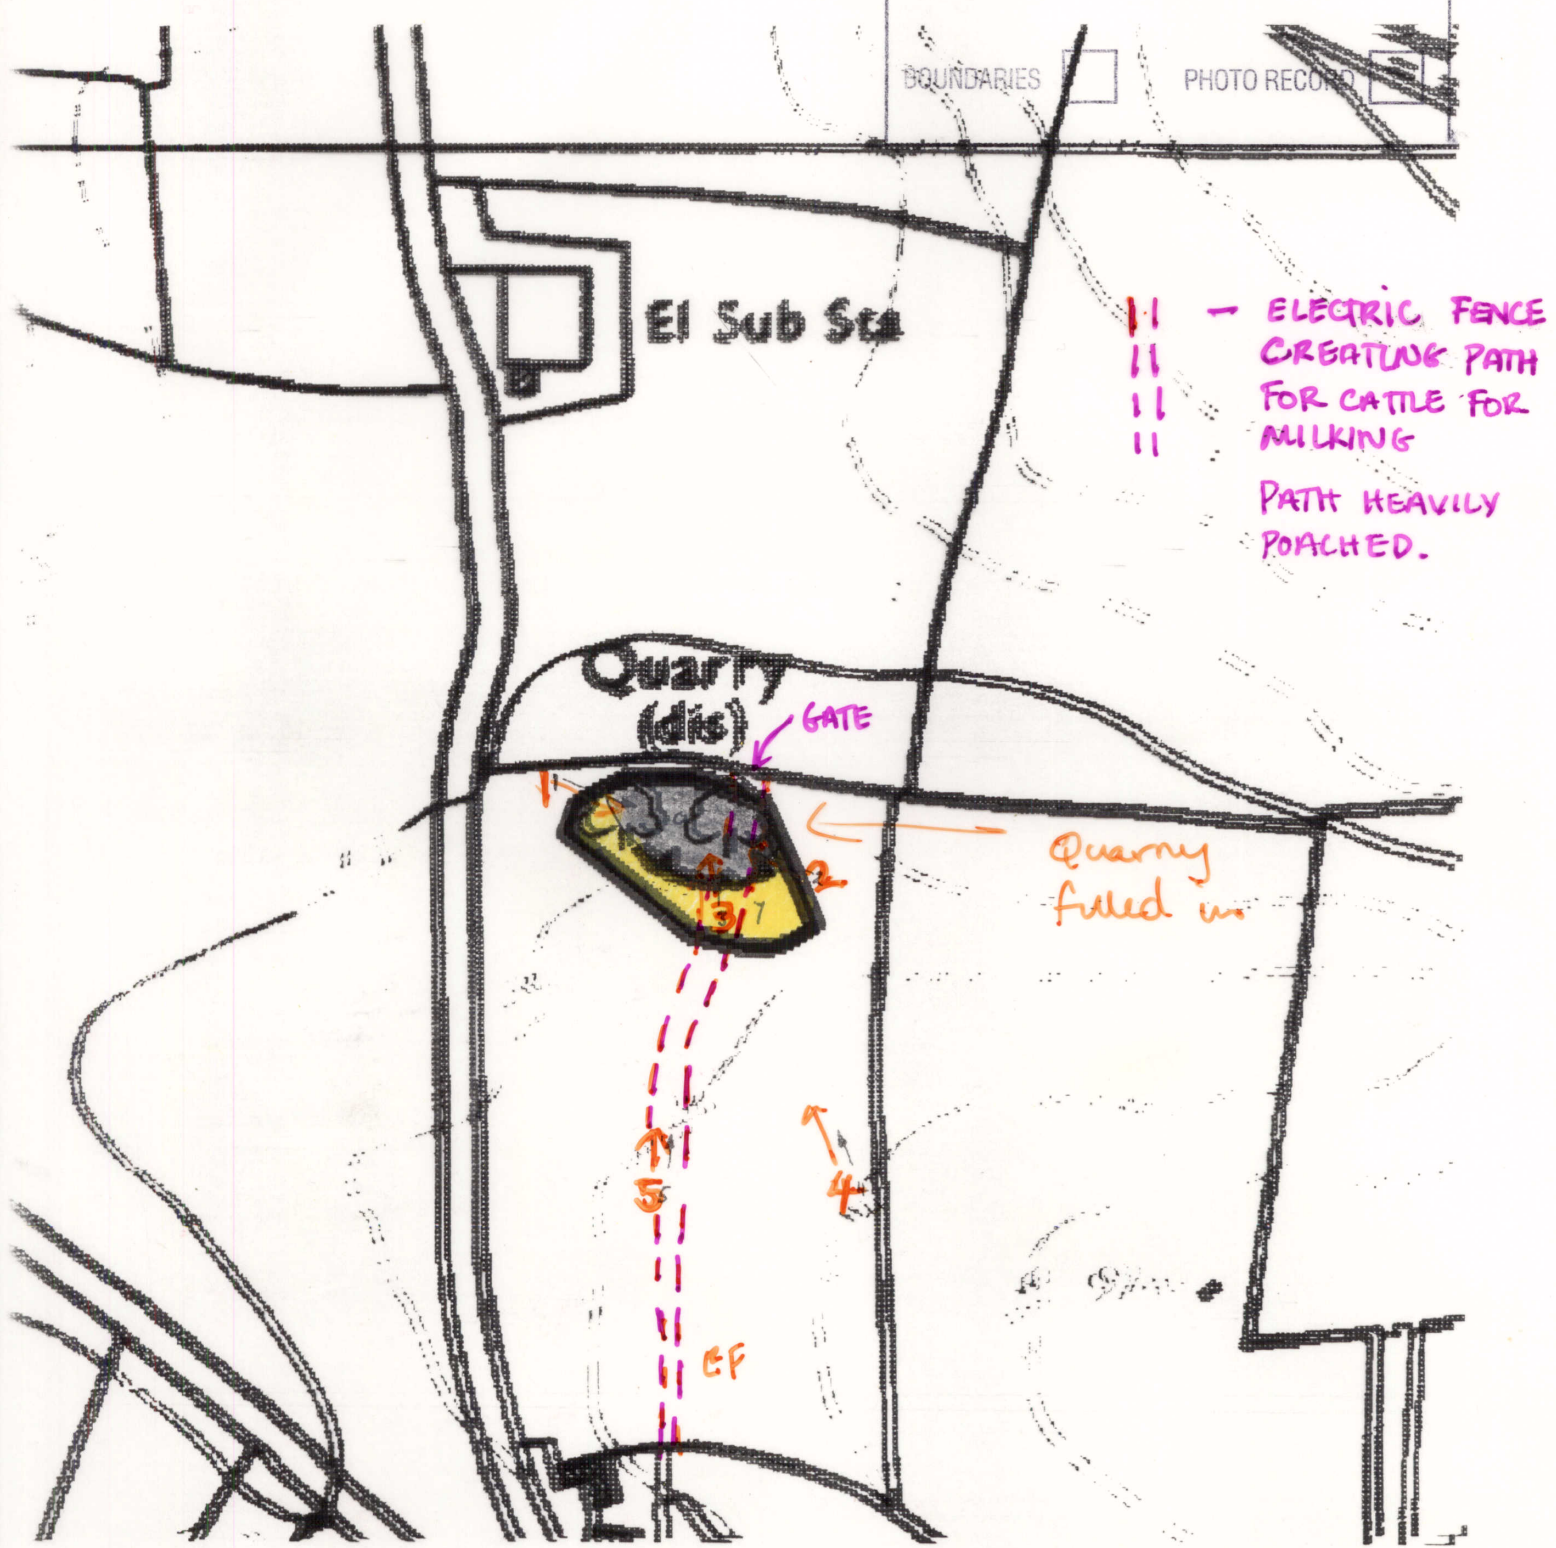 BOUNDARIES
PHOTO RECORD
El Sub Sta
– ELECTRIC FENCE
CREATING PATH
FOR CATTLE FOR
MILKING
PATH HEAVILY
POACHED.
Quarry
(dis)
GATE
1
2
Quarry
filled in
3
5
4
EF